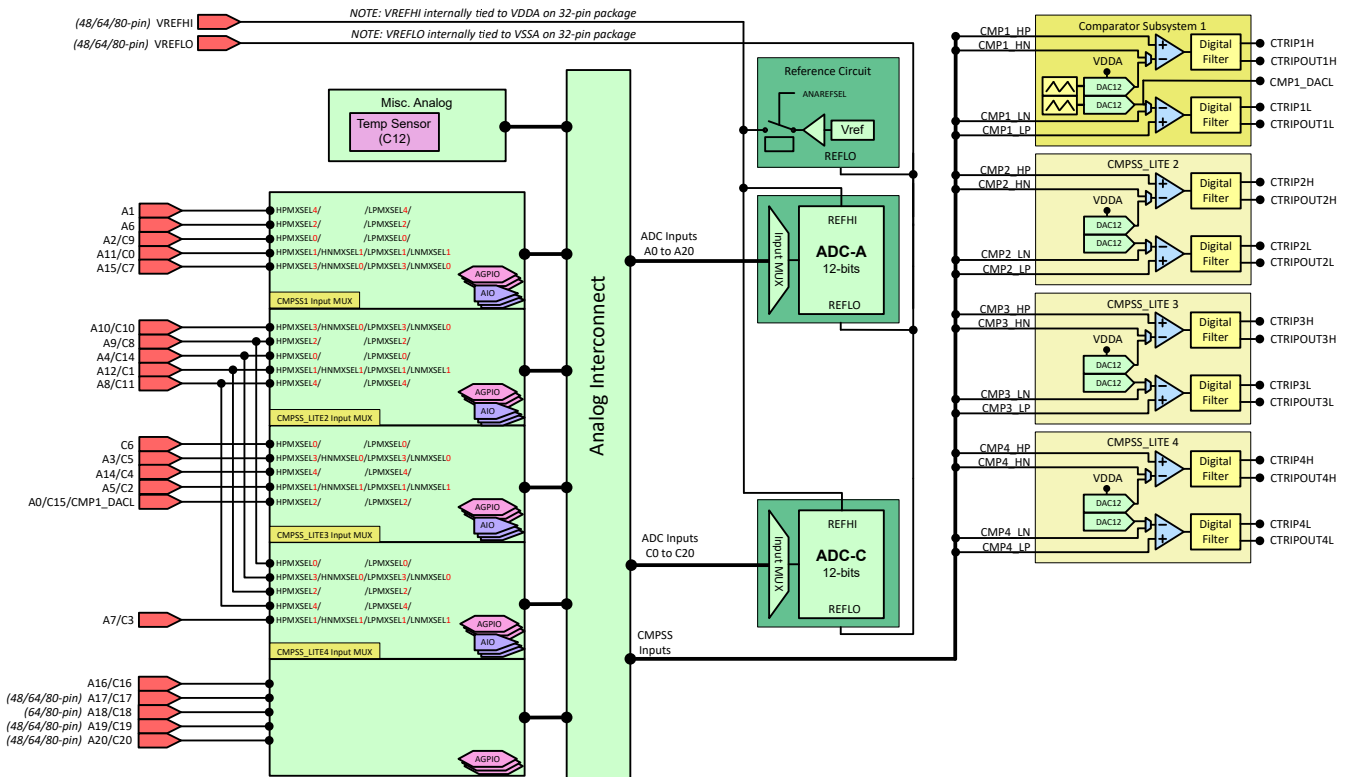 (48/64/80-pin) VREFHI
NOTE: VREFHI internally tied to VDDA on 32-pin package
(48/64/80-pin) VREFLO
NOTE: VREFLO internally tied to VSSA on 32-pin package
Misc. Analog
Temp Sensor
(C12)
A1
HPMXSEL4/ /LPMXSEL4/
A6
HPMXSEL2/ /LPMXSEL2/
A2/C9
HPMXSEL0/ /LPMXSEL0/
A11/C0
HPMXSEL1/HNMXSEL1/LPMXSEL1/LNMXSEL1
A15/C7
HPMXSEL3/HNMXSEL0/LPMXSEL3/LNMXSEL0
AGPIO
AIO
CMPSS1 Input MUX
A10/C10
HPMXSEL3/HNMXSEL0/LPMXSEL3/LNMXSEL0
A9/C8
HPMXSEL2/ /LPMXSEL2/
A4/C14
HPMXSEL0/ /LPMXSEL0/
A12/C1
HPMXSEL1/HNMXSEL1/LPMXSEL1/LNMXSEL1
A8/C11
HPMXSEL4/ /LPMXSEL4/
AGPIO
AIO
CMPSS_LITE2 Input MUX
C6
HPMXSEL0/ /LPMXSEL0/
A3/C5
HPMXSEL3/HNMXSEL0/LPMXSEL3/LNMXSEL0
A14/C4
HPMXSEL4/ /LPMXSEL4/
A5/C2
HPMXSEL1/HNMXSEL1/LPMXSEL1/LNMXSEL1
A0/C15/CMP1_DACL
HPMXSEL2/ /LPMXSEL2/
AGPIO
AIO
CMPSS_LITE3 Input MUX
HPMXSEL0/ /LPMXSEL0/
HPMXSEL3/HNMXSEL0/LPMXSEL3/LNMXSEL0
HPMXSEL2/ /LPMXSEL2/
HPMXSEL4/ /LPMXSEL4/
A7/C3
HPMXSEL1/HNMXSEL1/LPMXSEL1/LNMXSEL1
AGPIO
AIO
CMPSS_LITE4 Input MUX
A16/C16
(48/64/80-pin) A17/C17
(64/80-pin) A18/C18
(48/64/80-pin) A19/C19
(48/64/80-pin) A20/C20
AGPIO
Analog Interconnect
ADC Inputs
A0 to A20
ADC Inputs
C0 to C20
CMPSS
Inputs
Reference Circuit
ANAREFSEL
Vref
REFLO
Input MUX
REFHI
ADC-A
12-bits
REFLO
Input MUX
REFHI
ADC-C
12-bits
REFLO
Comparator Subsystem 1
CMP1_HP
CMP1_HN
VDDA
DAC12
DAC12
CMP1_LN
CMP1_LP
Digital
Filter
Digital
Filter
CTRIP1H
CTRIPOUT1H
CMP1_DACL
CTRIP1L
CTRIPOUT1L
CMPSS_LITE 2
CMP2_HP
CMP2_HN
VDDA
DAC12
DAC12
CMP2_LN
CMP2_LP
Digital
Filter
Digital
Filter
CTRIP2H
CTRIPOUT2H
CTRIP2L
CTRIPOUT2L
CMPSS_LITE 3
CMP3_HP
CMP3_HN
VDDA
DAC12
DAC12
CMP3_LN
CMP3_LP
Digital
Filter
Digital
Filter
CTRIP3H
CTRIPOUT3H
CTRIP3L
CTRIPOUT3L
CMPSS_LITE 4
CMP4_HP
CMP4_HN
VDDA
DAC12
DAC12
CMP4_LN
CMP4_LP
Digital
Filter
Digital
Filter
CTRIP4H
CTRIPOUT4H
CTRIP4L
CTRIPOUT4L